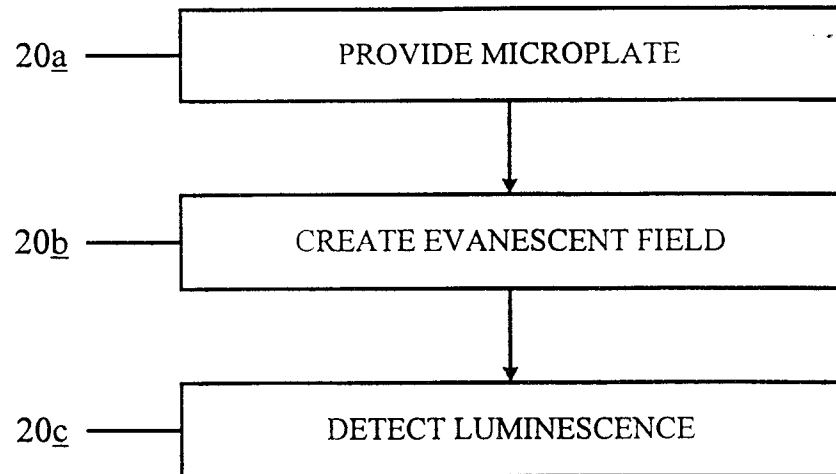 20a PROVIDE MICROPLATE
20b CREATE EVANESCENT FIELD
20c DETECT LUMINESCENCE